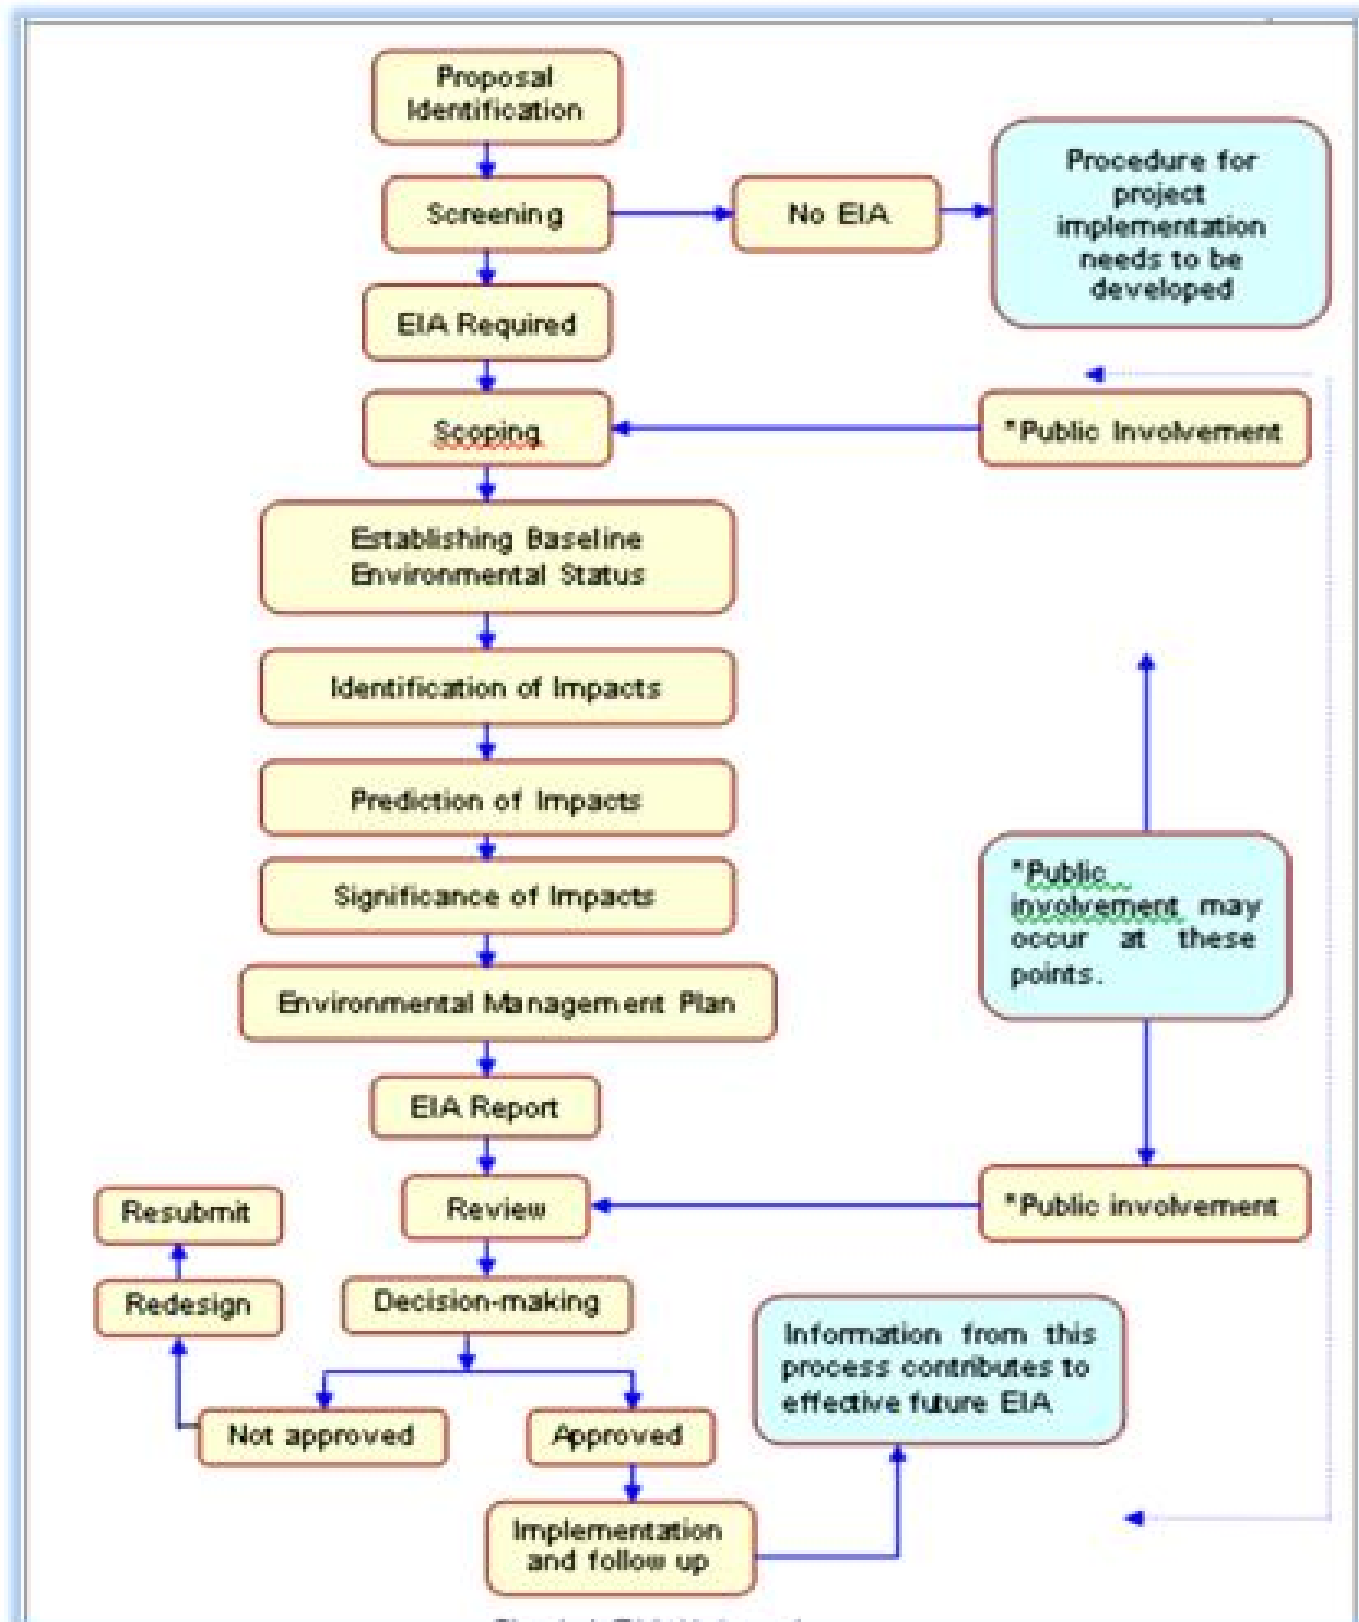 Proposal
Identification
Screening
No EIA
Procedure for
project
implementation
needs to be
developed
EIA Required
Scoping
*Public Involvement
Establishing Baseline
Environmental Status
Identification of Impacts
Prediction of Impacts
Significance of Impacts
*Public
involvement may
occur at these
points.
Environmental Management Plan
EIA Report
Review
*Public involvement
Resubmit
Redesign
Decision-making
Information from this
process contributes to
effective future EIA
Not approved
Approved
Implementation
and follow up